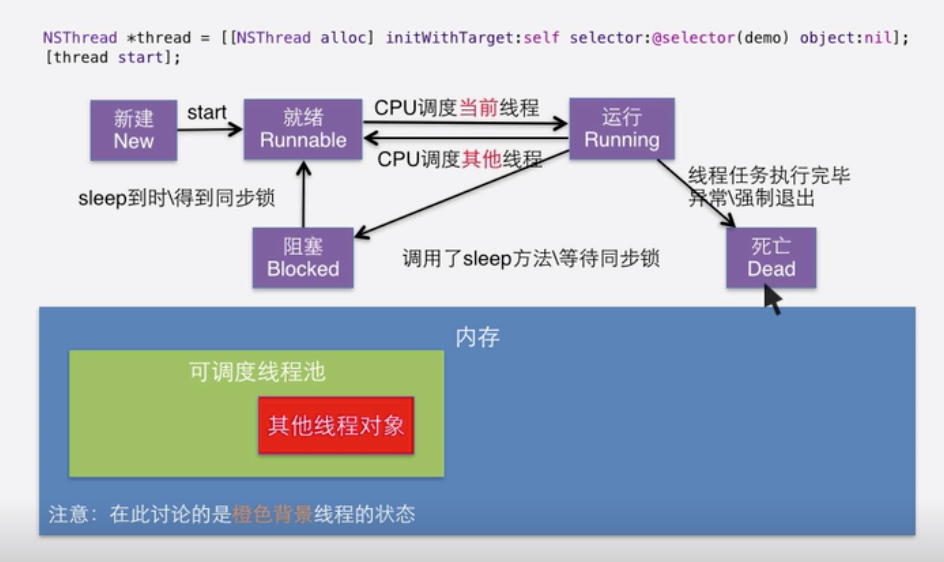 NSThread *thread = [[NSThread alloc] initWithTarget:self selector:@selector(demo) object:nil];
[thread start];
新建
New
start
就绪
Runnable
CPU调度当前线程
CPU调度其他线程
运行
Running
sleep到时\得到同步锁
线程任务执行完毕
异常\强制退出
阻塞
Blocked
调用了sleep方法\等待同步锁
死亡
Dead
内存
可调度线程池
其他线程对象
注意：在此讨论的是橙色背景线程的状态